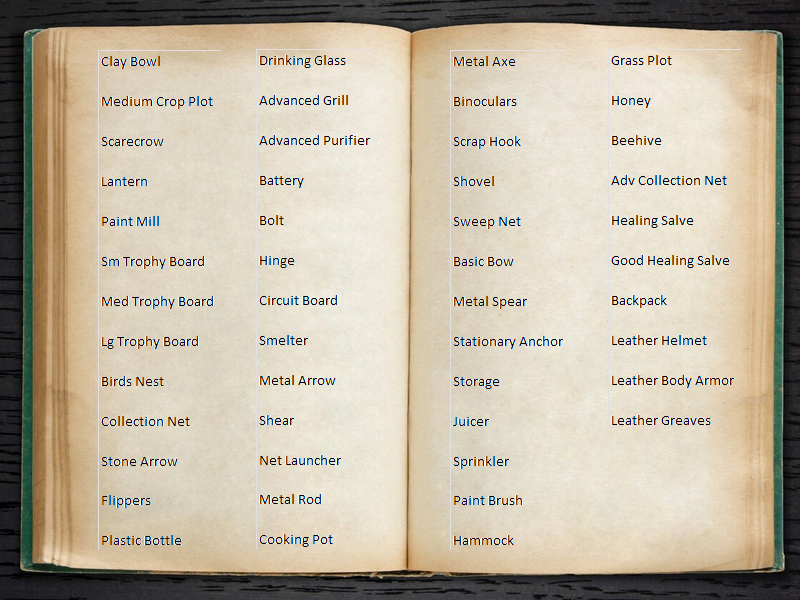 Clay Bowl
Medium Crop Plot
Scarecrow
Lantern
Paint Mill
Sm Trophy Board
Med Trophy Board
Lg Trophy Board
Birds Nest
Collection Net
Stone Arrow
Flippers
Plastic Bottle
Drinking Glass
Advanced Grill
Advanced Purifier
Battery
Bolt
Hinge
Circuit Board
Smelter
Metal Arrow
Shear
Net Launcher
Metal Rod
Cooking Pot
Metal Axe
Binoculars
Scrap Hook
Shovel
Sweep Net
Basic Bow
Metal Spear
Stationary Anchor
Storage
Juicer
Sprinkler
Paint Brush
Hammock
Grass Plot
Honey
Beehive
Adv Collection Net
Healing Salve
Good Healing Salve
Backpack
Leather Helmet
Leather Body Armor
Leather Greaves